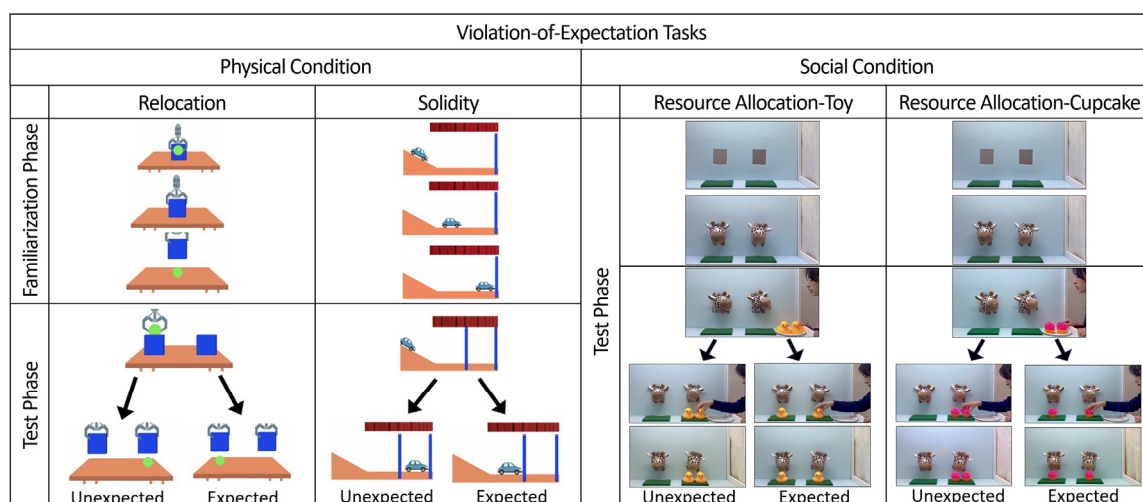 Violation-of-Expectation Tasks
Physical Condition
Social Condition
Relocation
Solidity
Resource Allocation-Toy
Resource Allocation-Cupcake
Familiarization Phase
Test Phase
Test Phase
Unexpected
Expected
Unexpected
Expected
Unexpected
Expected
Unexpected
Expected